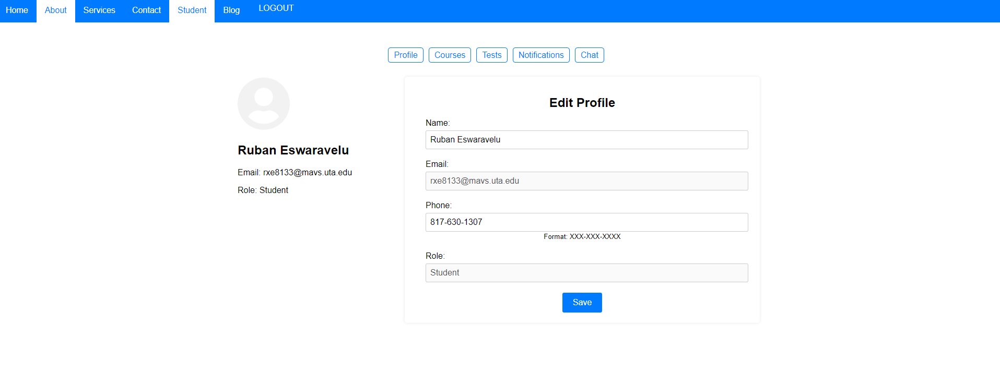 Home About Services Contact Student Blog LOGOUT
Profile Courses Tests Notifications Chat
Ruban Eswaravelu
Email: rxe8133@mavs.uta.edu
Role: Student
Edit Profile
Name:
Ruban Eswaravelu
Email:
rxe8133@mavs.uta.edu
Phone:
817-630-1307
Format: XXX-XXX-XXXX
Role:
Student
Save